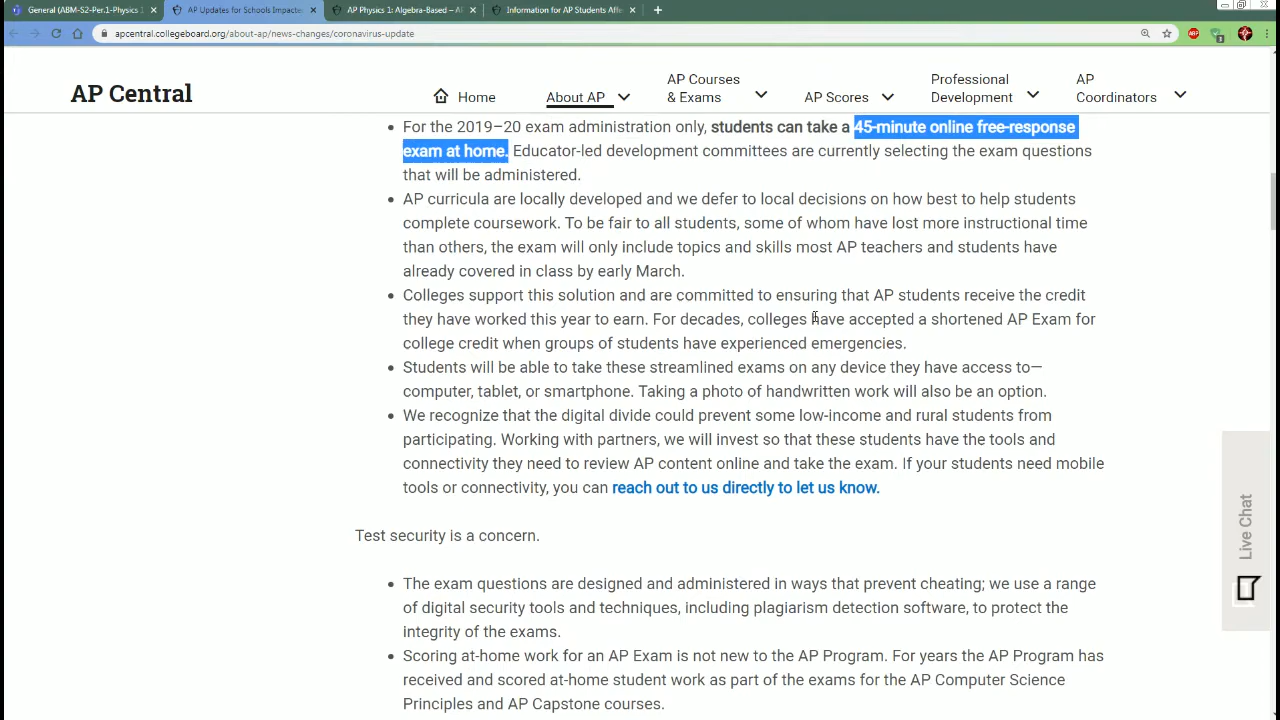 General (ABM-S2-Per.1-Physics 1
AP Updates for Schools Impacte
AP Physics 1: Algebra-Based – A
Information for AP Students Affe
apcentral.collegeboard.org/about-ap/news-changes/coronavirus-update
AP Central
Home
About AP
AP Courses
& Exams
AP Scores
Professional
Development
AP
Coordinators
• For the 2019–20 exam administration only, students can take a 45-minute online free-response
exam at home. Educator-led development committees are currently selecting the exam questions
that will be administered.
• AP curricula are locally developed and we defer to local decisions on how best to help students
complete coursework. To be fair to all students, some of whom have lost more instructional time
than others, the exam will only include topics and skills most AP teachers and students have
already covered in class by early March.
• Colleges support this solution and are committed to ensuring that AP students receive the credit
they have worked this year to earn. For decades, colleges have accepted a shortened AP Exam for
college credit when groups of students have experienced emergencies.
• Students will be able to take these streamlined exams on any device they have access to—
computer, tablet, or smartphone. Taking a photo of handwritten work will also be an option.
• We recognize that the digital divide could prevent some low-income and rural students from
participating. Working with partners, we will invest so that these students have the tools and
connectivity they need to review AP content online and take the exam. If your students need mobile
tools or connectivity, you can reach out to us directly to let us know.
Live Chat
Test security is a concern.
• The exam questions are designed and administered in ways that prevent cheating; we use a range
of digital security tools and techniques, including plagiarism detection software, to protect the
integrity of the exams.
• Scoring at-home work for an AP Exam is not new to the AP Program. For years the AP Program has
received and scored at-home student work as part of the exams for the AP Computer Science
Principles and AP Capstone courses.